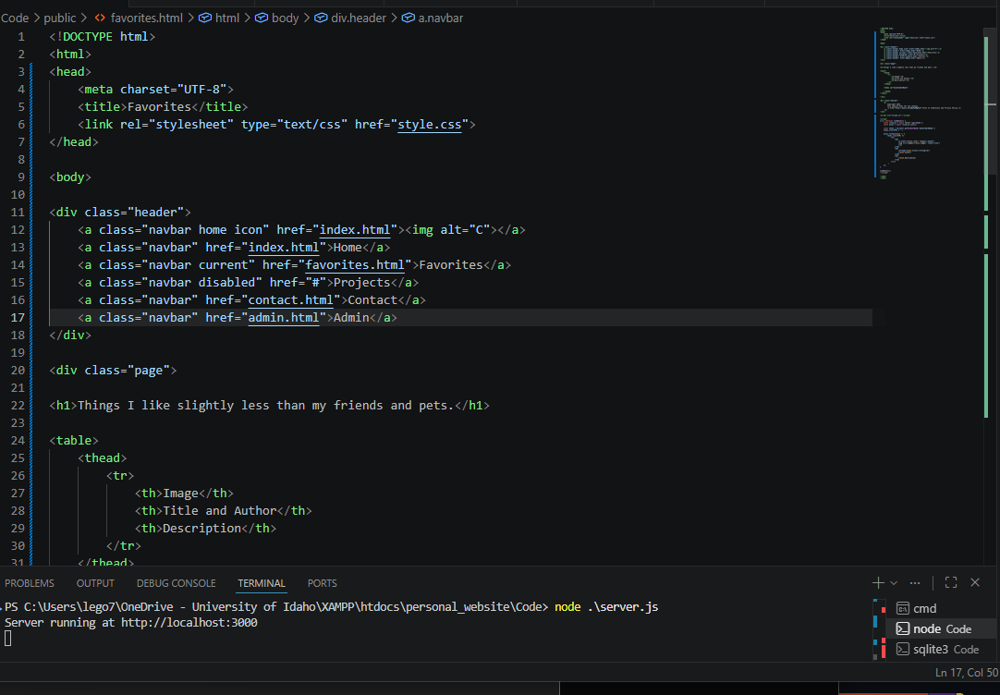 Code > public > <> favorites.html > html > body > div.header > a.navbar
1 <!DOCTYPE html>
2 <html>
3 <head>
4     <meta charset="UTF-8">
5     <title>Favorites</title>
6     <link rel="stylesheet" type="text/css" href="style.css">
7 </head>
8
9 <body>
10
11 <div class="header">
12     <a class="navbar home icon" href="index.html"><img alt="C"></a>
13     <a class="navbar" href="index.html">Home</a>
14     <a class="navbar current" href="favorites.html">Favorites</a>
15     <a class="navbar disabled" href="#">Projects</a>
16     <a class="navbar" href="contact.html">Contact</a>
17     <a class="navbar" href="admin.html">Admin</a>
18 </div>
19
20 <div class="page">
21
22 <h1>Things I like slightly less than my friends and pets.</h1>
23
24 <table>
25     <thead>
26         <tr>
27             <th>Image</th>
28             <th>Title and Author</th>
29             <th>Description</th>
30         </tr>
31     </thead>
PROBLEMS OUTPUT DEBUG CONSOLE TERMINAL PORTS
PS C:\Users\lego7\OneDrive - University of Idaho\XAMPP\htdocs\personal_website\Code> node .\server.js
Server running at http://localhost:3000
cmd
node Code
sqlite3 Code
Ln 17, Col 50